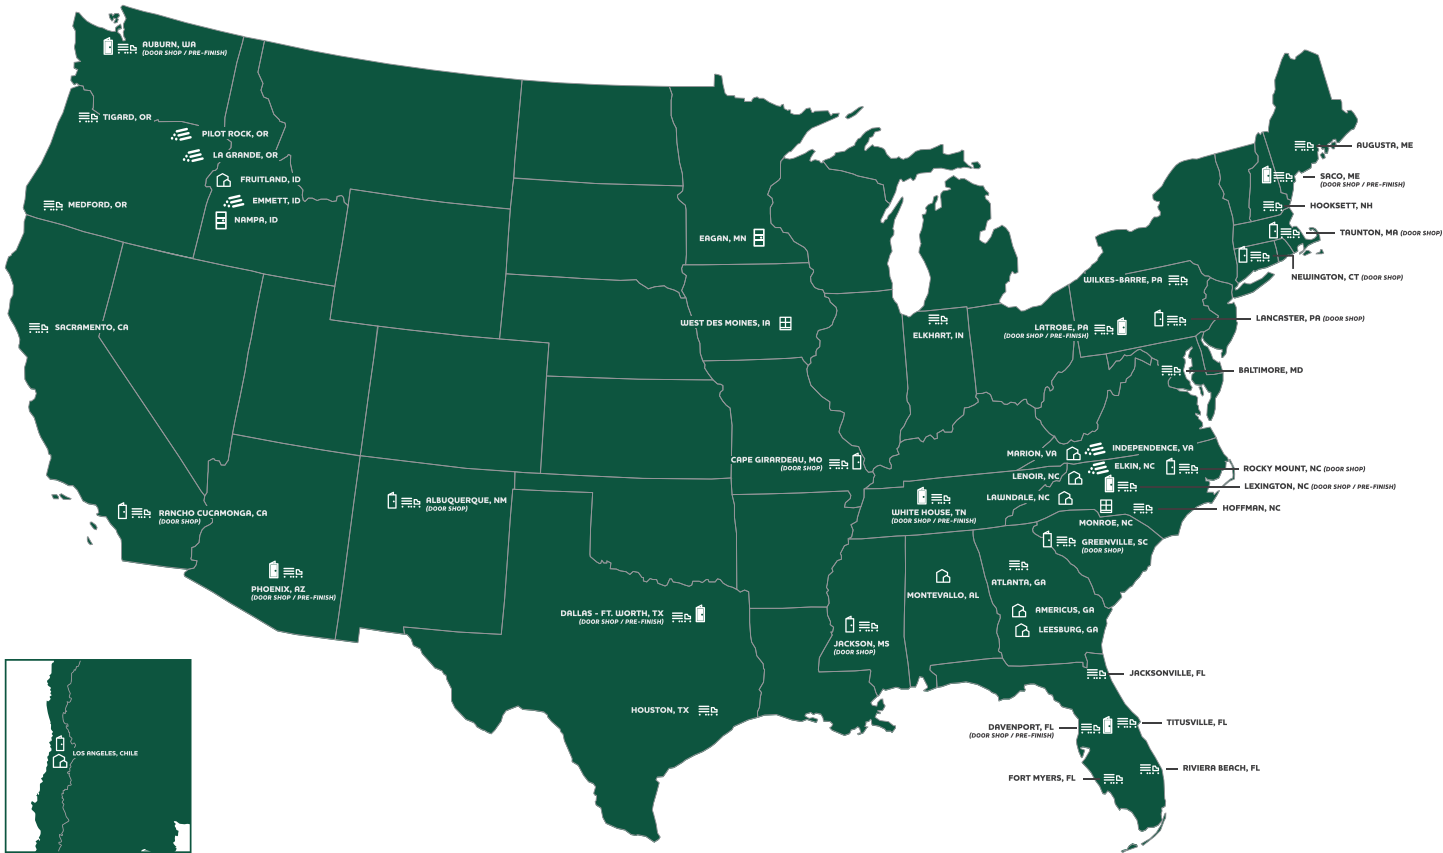 AUBURN, WA
(DOOR SHOP / PRE-FINISH)
TIGARD, OR
PILOT ROCK, OR
LA GRANDE, OR
FRUITLAND, ID
EMMETT, ID
NAMPA, ID
MEDFORD, OR
SACRAMENTO, CA
RANCHO CUCAMONGA, CA
(DOOR SHOP)
PHOENIX, AZ
(DOOR SHOP / PRE-FINISH)
ALBUQUERQUE, NM
(DOOR SHOP)
DALLAS - FT. WORTH, TX
(DOOR SHOP / PRE-FINISH)
HOUSTON, TX
EAGAN, MN
WEST DES MOINES, IA
CAPE GIRARDEAU, MO
(DOOR SHOP)
JACKSON, MS
(DOOR SHOP)
ELKHART, IN
WHITE HOUSE, TN
(DOOR SHOP / PRE-FINISH)
MONTEVALLO, AL
ATLANTA, GA
AMERICUS, GA
LEESBURG, GA
GREENVILLE, SC
(DOOR SHOP)
MARION, VA
INDEPENDENCE, VA
ELKIN, NC
LENOIR, NC
LAWNDALE, NC
MONROE, NC
ROCKY MOUNT, NC (DOOR SHOP)
LEXINGTON, NC (DOOR SHOP / PRE-FINISH)
HOFFMAN, NC
WILKES-BARRE, PA
LATROBE, PA
(DOOR SHOP / PRE-FINISH)
LANCASTER, PA (DOOR SHOP)
BALTIMORE, MD
AUGUSTA, ME
SACO, ME
(DOOR SHOP / PRE-FINISH)
HOOKSETT, NH
TAUNTON, MA (DOOR SHOP)
NEWINGTON, CT (DOOR SHOP)
JACKSONVILLE, FL
DAVENPORT, FL
(DOOR SHOP / PRE-FINISH)
TITUSVILLE, FL
RIVIERA BEACH, FL
FORT MYERS, FL
LOS ANGELES, CHILE